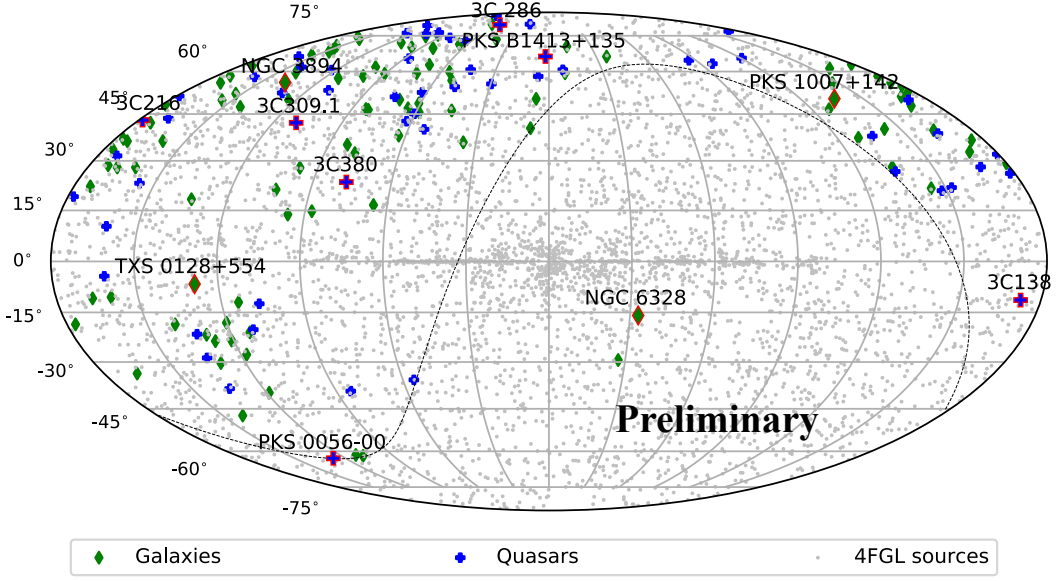 75°
3C 286
PKS B1413+135
60°
NGC 3894
PKS 1007+142
45°
3C216
3C309.1
30°
3C380
15°
0°
TXS 0128+554
3C138
NGC 6328
-15°
-30°
Preliminary
-45°
PKS 0056-00
-60°
-75°
Galaxies
Quasars
4FGL sources